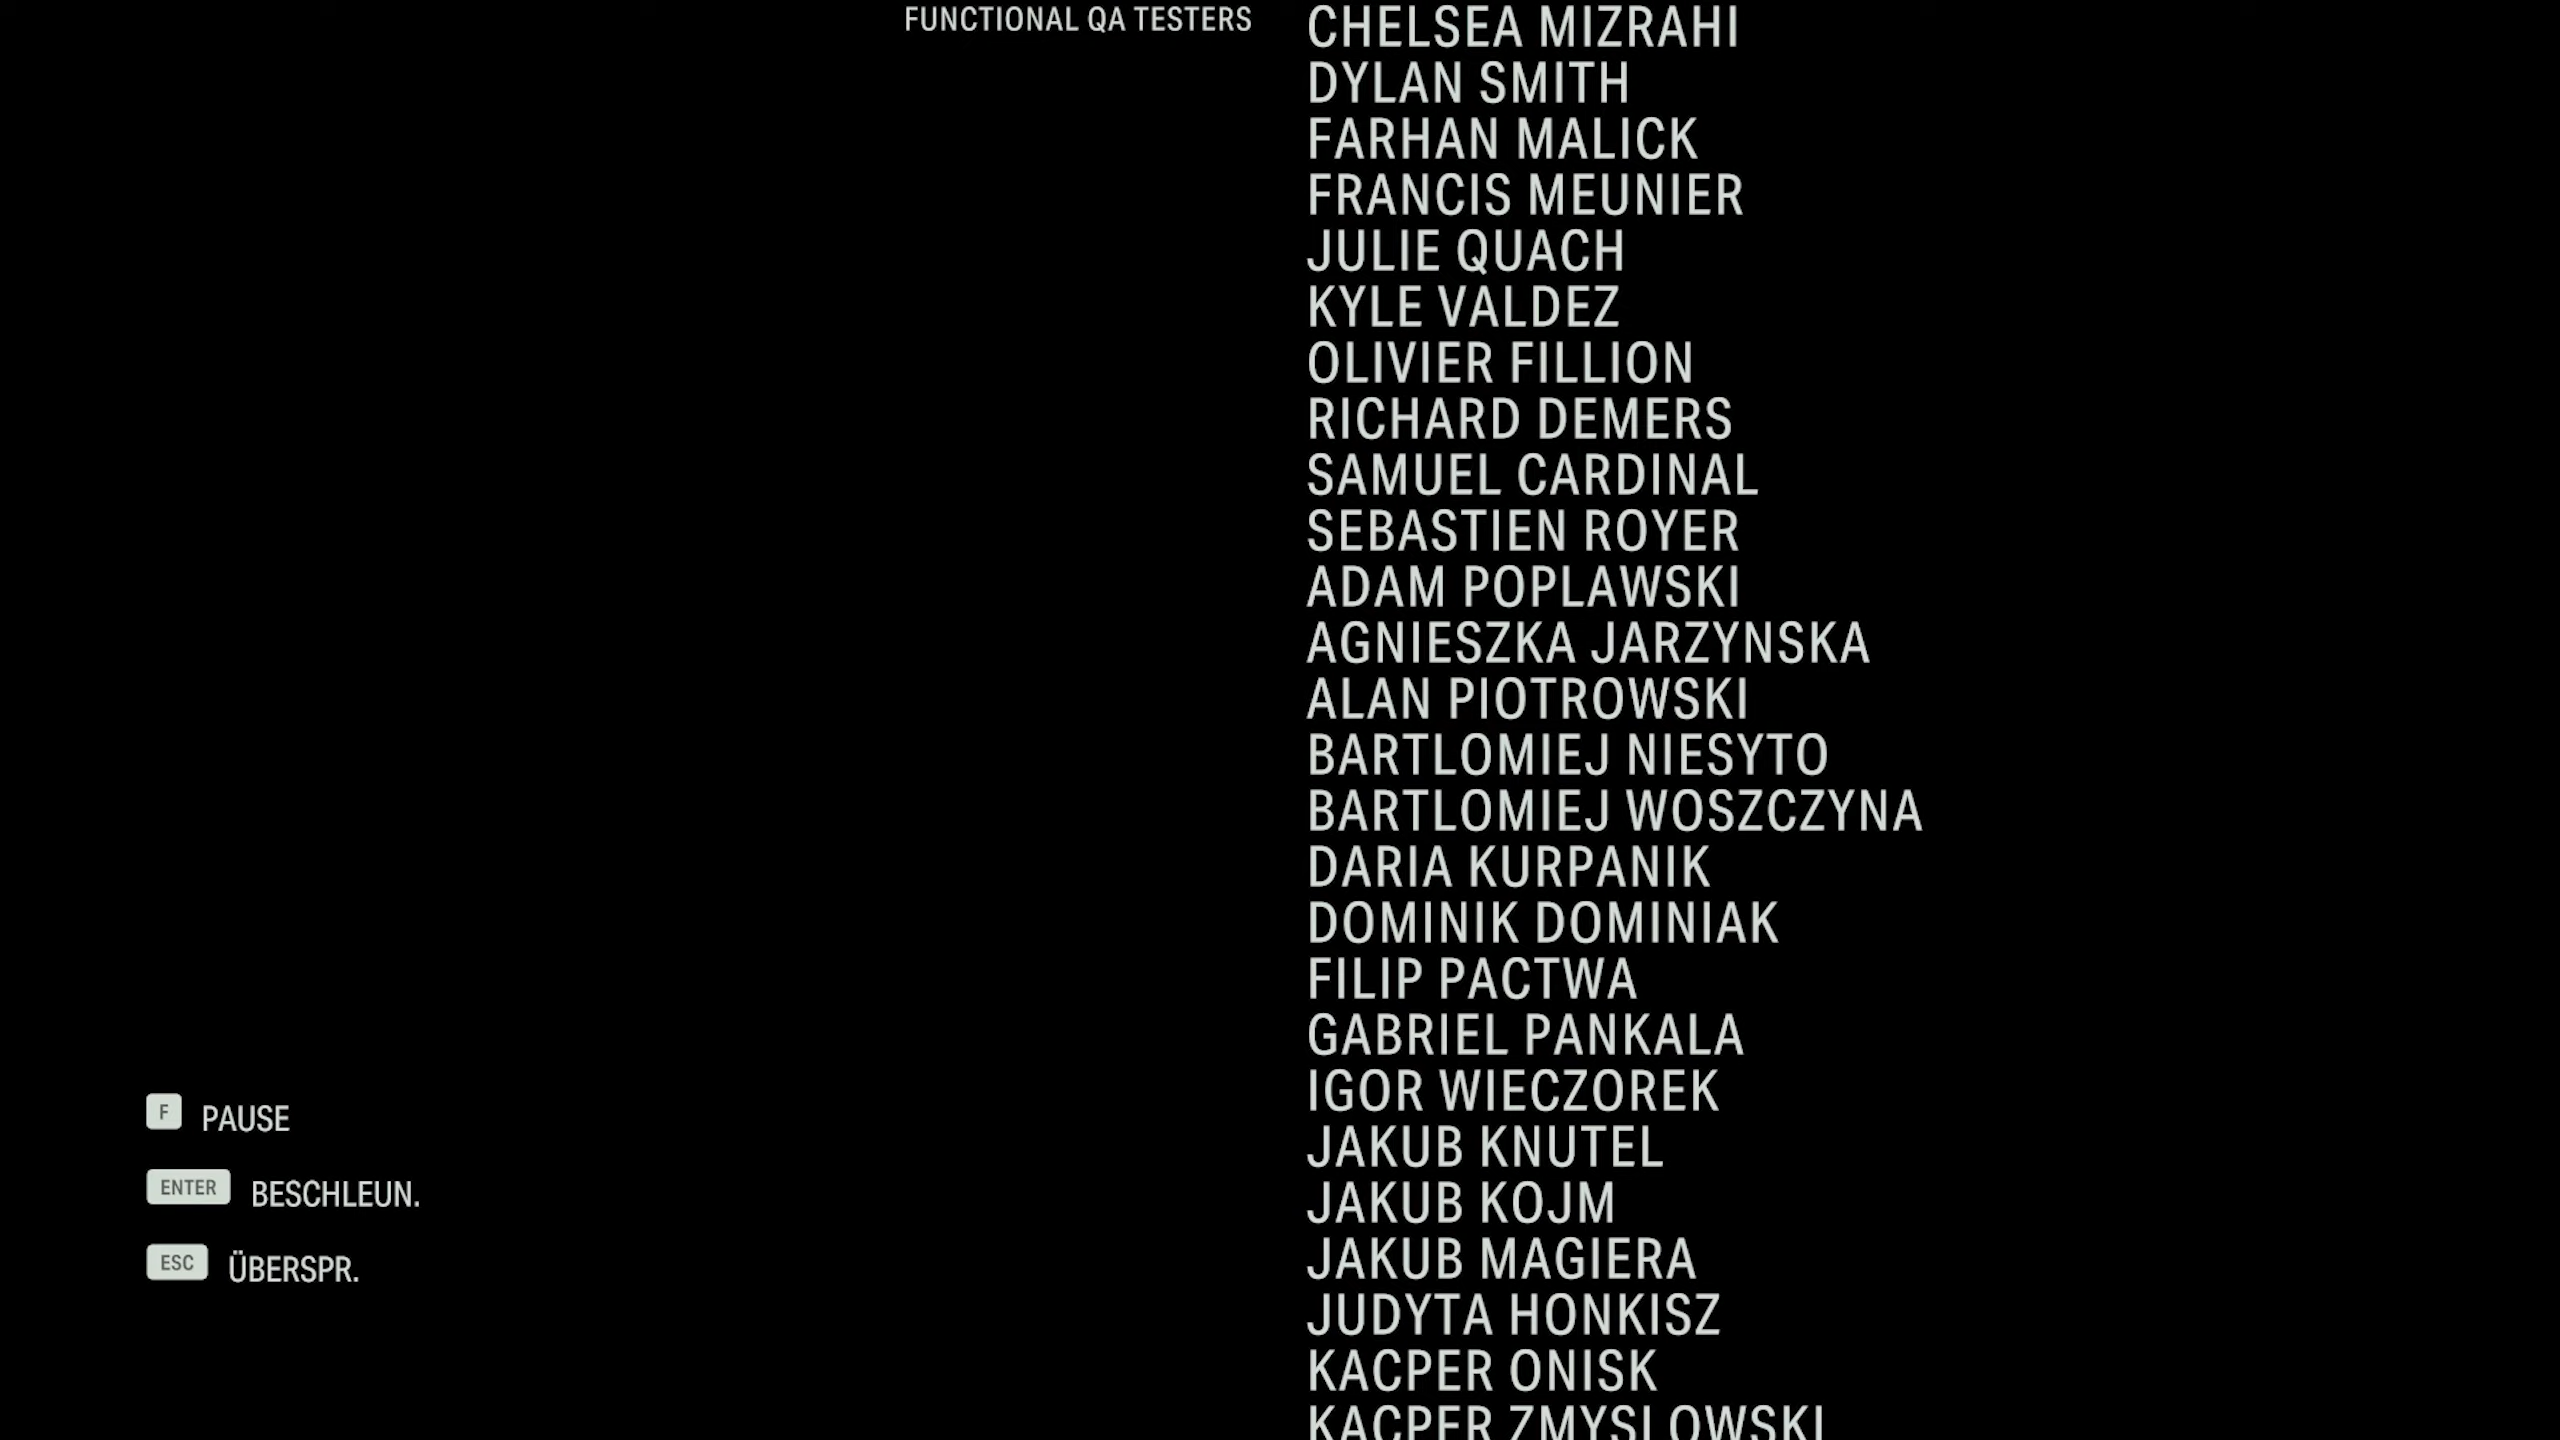 FUNCTIONAL QA TESTERS
CHELSEA MIZRAHI
DYLAN SMITH
FARHAN MALICK
FRANCIS MEUNIER
JULIE QUACH
KYLE VALDEZ
OLIVIER FILLION
RICHARD DEMERS
SAMUEL CARDINAL
SEBASTIEN ROYER
ADAM POPLAWSKI
AGNIESZKA JARZYNSKA
ALAN PIOTROWSKI
BARTLOMIEJ NIESYTO
BARTLOMIEJ WOSZCZYNA
DARIA KURPANIK
DOMINIK DOMINIAK
FILIP PACTWA
GABRIEL PANKALA
IGOR WIECZOREK
JAKUB KNUTEL
JAKUB KOJM
JAKUB MAGIERA
JUDYTA HONKISZ
KACPER ONISK
KACPER ZMYSLOWSKI
F PAUSE
ENTER BESCHLEUN.
ESC ÜBERSPR.